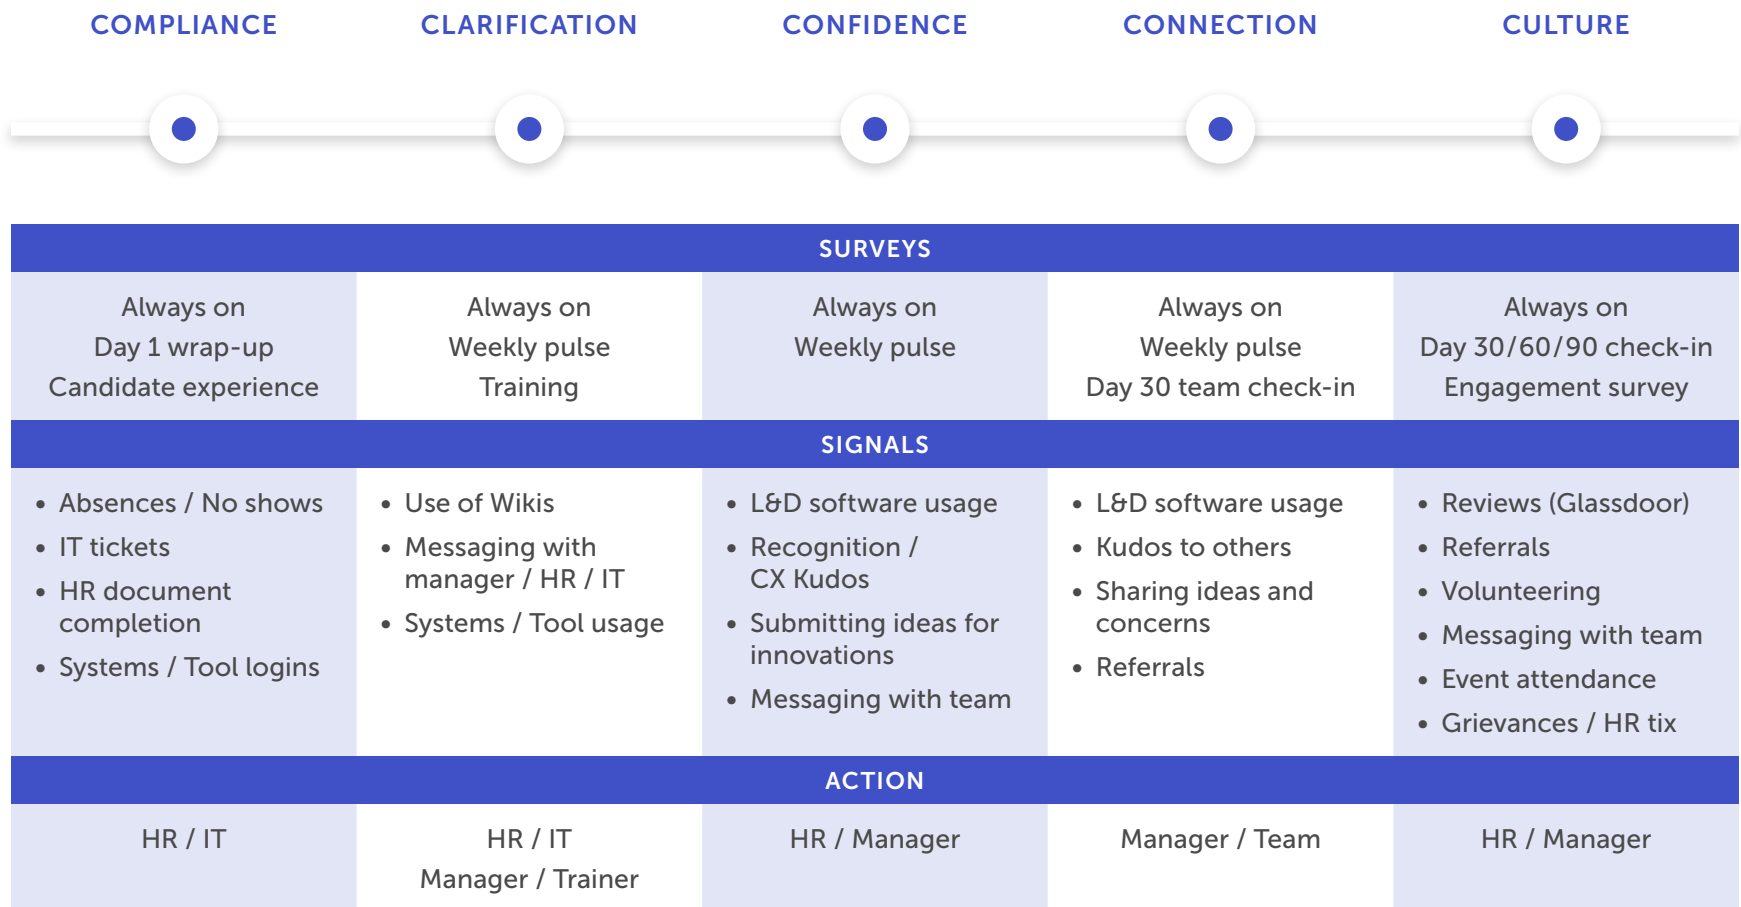 COMPLIANCE
CLARIFICATION
CONFIDENCE
CONNECTION
CULTURE
SURVEYS
Always on
Day 1 wrap-up
Candidate experience
Always on
Weekly pulse
Training
Always on
Weekly pulse
Always on
Weekly pulse
Day 30 team check-in
Always on
Day 30/60/90 check-in
Engagement survey
SIGNALS
• Absences / No shows
• IT tickets
• HR document
completion
• Systems / Tool logins
• Use of Wikis
• Messaging with
manager / HR / IT
• Systems / Tool usage
• L&D software usage
• Recognition /
CX Kudos
• Submitting ideas for
innovations
• Messaging with team
• L&D software usage
• Kudos to others
• Sharing ideas and
concerns
• Referrals
• Reviews (Glassdoor)
• Referrals
• Volunteering
• Messaging with team
• Event attendance
• Grievances / HR tix
ACTION
HR / IT
HR / IT
Manager / Trainer
HR / Manager
Manager / Team
HR / Manager